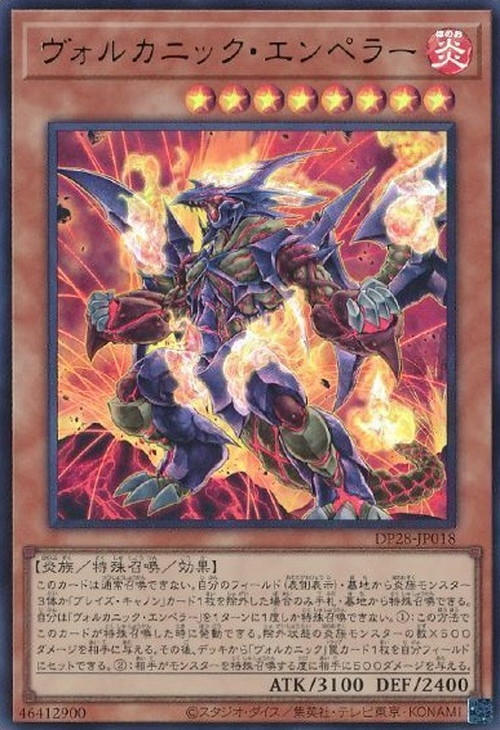 ヴォルカニック・エンペラー
炎
ほのお
DP28-JP018
【炎族／特殊召喚／効果】
このカードは通常召喚できない。自分のフィールド（表側表示）・墓地から炎族モンスター
3体か「ブレイズ・キャノン」カード1枚を除外した場合のみ手札・墓地から特殊召喚できる。
自分は「ヴォルカニック・エンペラー」を1ターンに1度しか特殊召喚できない。①：この方法で
このカードが特殊召喚した時に発動できる。除外状態の炎族モンスターの数×500
ダメージを相手に与える。その後、デッキから「ヴォルカニック」罠カード1枚を自分フィールド
にセットできる。②：相手がモンスターを特殊召喚する度に相手に500ダメージを与える。
ATK/3100 DEF/2400
46412900
©スタジオ・ダイス／集英社・テレビ東京・KONAMI